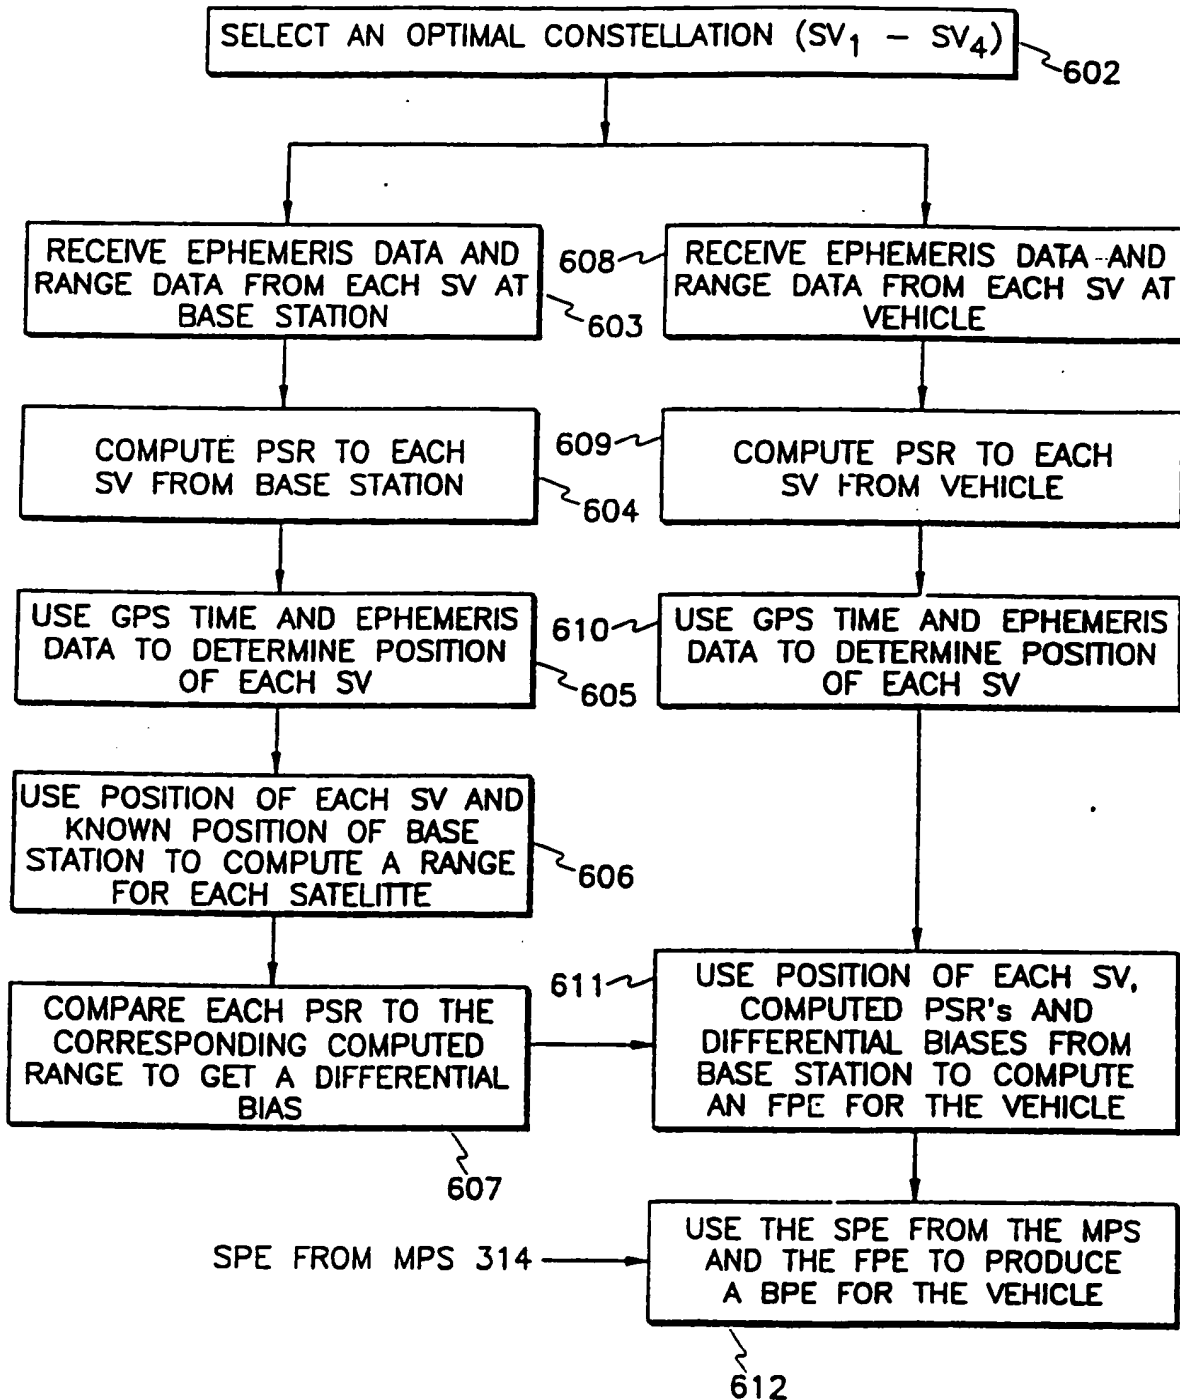 SELECT AN OPTIMAL CONSTELLATION (SV₁ – SV₄)
602
RECEIVE EPHEMERIS DATA AND
RANGE DATA FROM EACH SV AT
BASE STATION
603
608
RECEIVE EPHEMERIS DATA AND
RANGE DATA FROM EACH SV AT
VEHICLE
COMPUTE PSR TO EACH
SV FROM BASE STATION
604
609
COMPUTE PSR TO EACH
SV FROM VEHICLE
USE GPS TIME AND EPHEMERIS
DATA TO DETERMINE POSITION
OF EACH SV
605
610
USE GPS TIME AND EPHEMERIS
DATA TO DETERMINE POSITION
OF EACH SV
USE POSITION OF EACH SV AND
KNOWN POSITION OF BASE
STATION TO COMPUTE A RANGE
FOR EACH SATELITTE
606
COMPARE EACH PSR TO THE
CORRESPONDING COMPUTED
RANGE TO GET A DIFFERENTIAL
BIAS
607
611
USE POSITION OF EACH SV,
COMPUTED PSR's AND
DIFFERENTIAL BIASES FROM
BASE STATION TO COMPUTE
AN FPE FOR THE VEHICLE
SPE FROM MPS 314
USE THE SPE FROM THE MPS
AND THE FPE TO PRODUCE
A BPE FOR THE VEHICLE
612